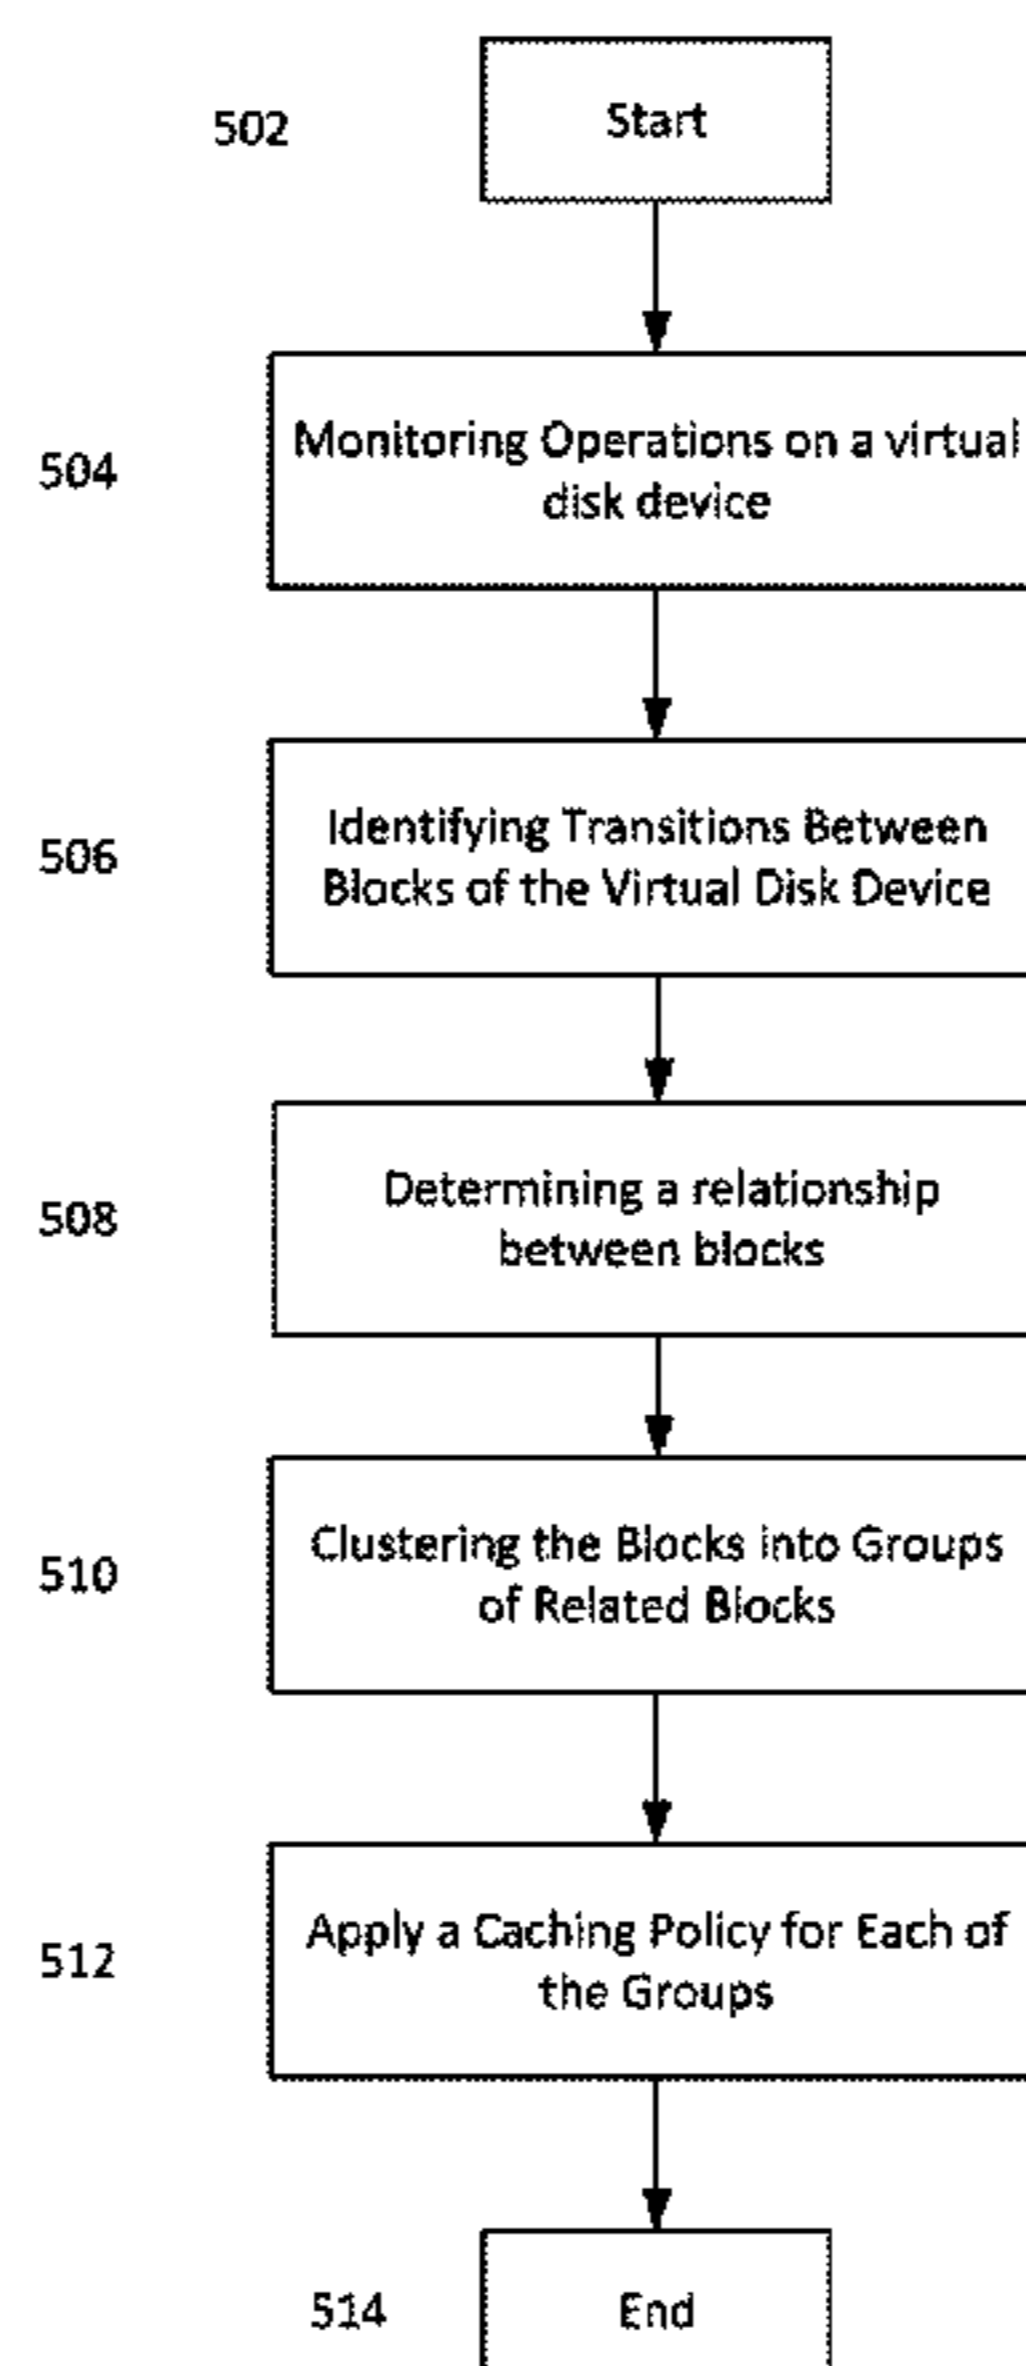 502
Start
504
Monitoring Operations on a virtual
disk device
506
Identifying Transitions Between
Blocks of the Virtual Disk Device
508
Determining a relationship
between blocks
510
Clustering the Blocks into Groups
of Related Blocks
512
Apply a Caching Policy for Each of
the Groups
514
End